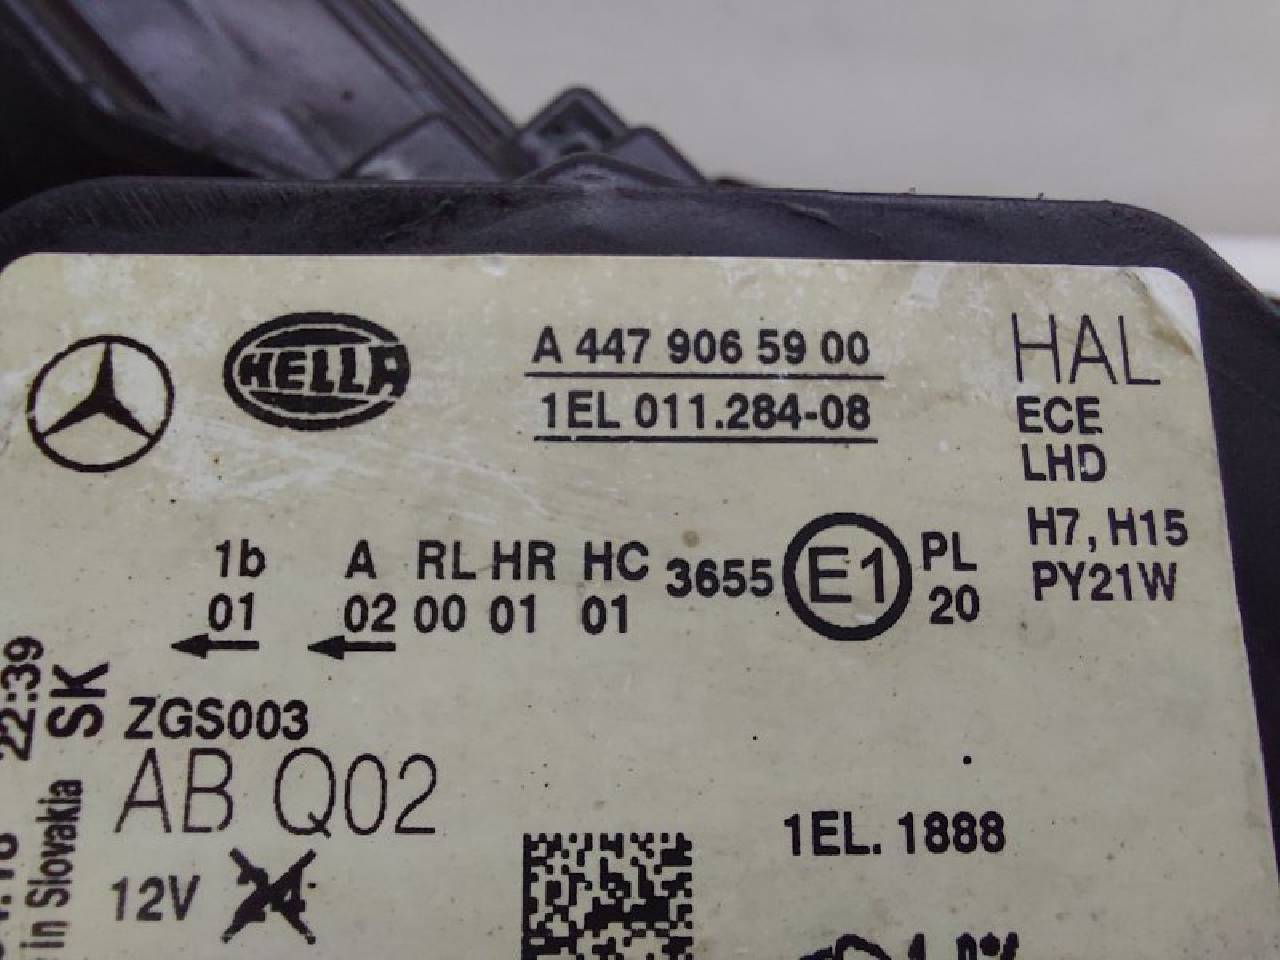 HELLA
A 447 906 59 00
1EL 011.284-08
HAL
ECE
LHD
H7, H15
PY21W
1b A RL HR HC 3655 E1 PL
01 02 00 01 01 20
22:39
SK
in Slovakia
ZGS003
AB Q02
12V
1EL. 1888